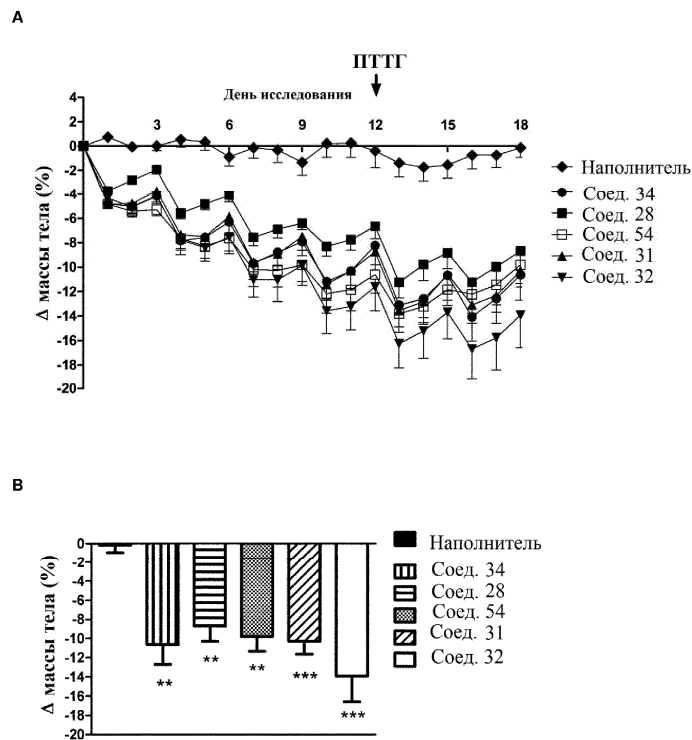 A
ПТТГ
День исследования
4
2
0
-2
-4
-6
-8
-10
-12
-14
-16
-18
-20
3
6
9
12
15
18
Δ массы тела (%)
Наполнитель
Соед. 34
Соед. 28
Соед. 54
Соед. 31
Соед. 32
B
0
-2
-4
-6
-8
-10
-12
-14
-16
-18
-20
Δ массы тела (%)
**
**
**
***
***
Наполнитель
Соед. 34
Соед. 28
Соед. 54
Соед. 31
Соед. 32